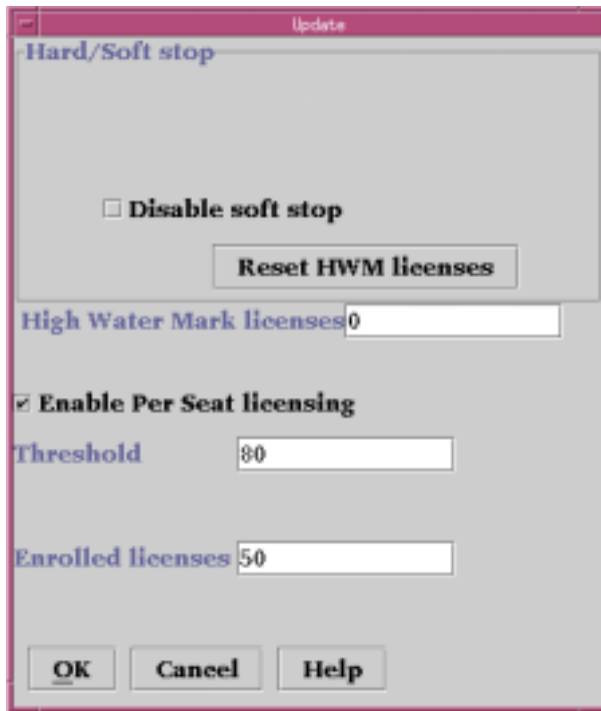 Update
Hard/Soft stop
Disable soft stop
Reset HWM licenses
High Water Mark licenses 0
Enable Per Seat licensing
Threshold 80
Enrolled licenses 50
OK Cancel Help